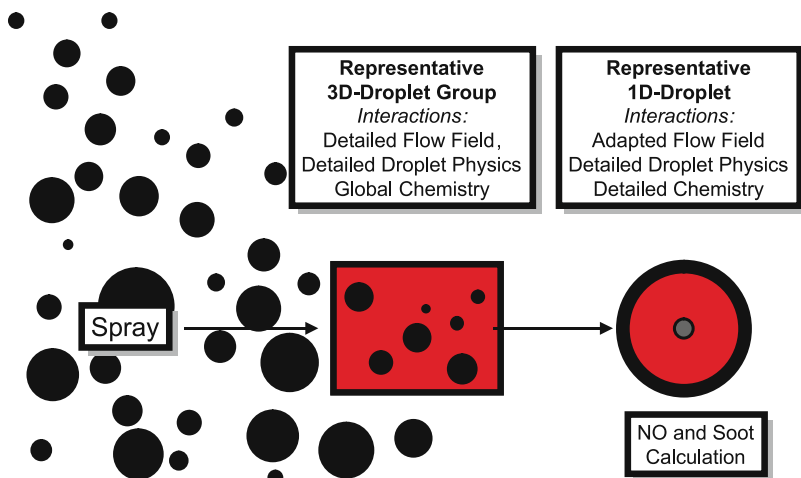 Representative
3D-Droplet Group
Interactions:
Detailed Flow Field,
Detailed Droplet Physics
Global Chemistry
Representative
1D-Droplet
Interactions:
Adapted Flow Field
Detailed Droplet Physics
Detailed Chemistry
Spray
NO and Soot
Calculation